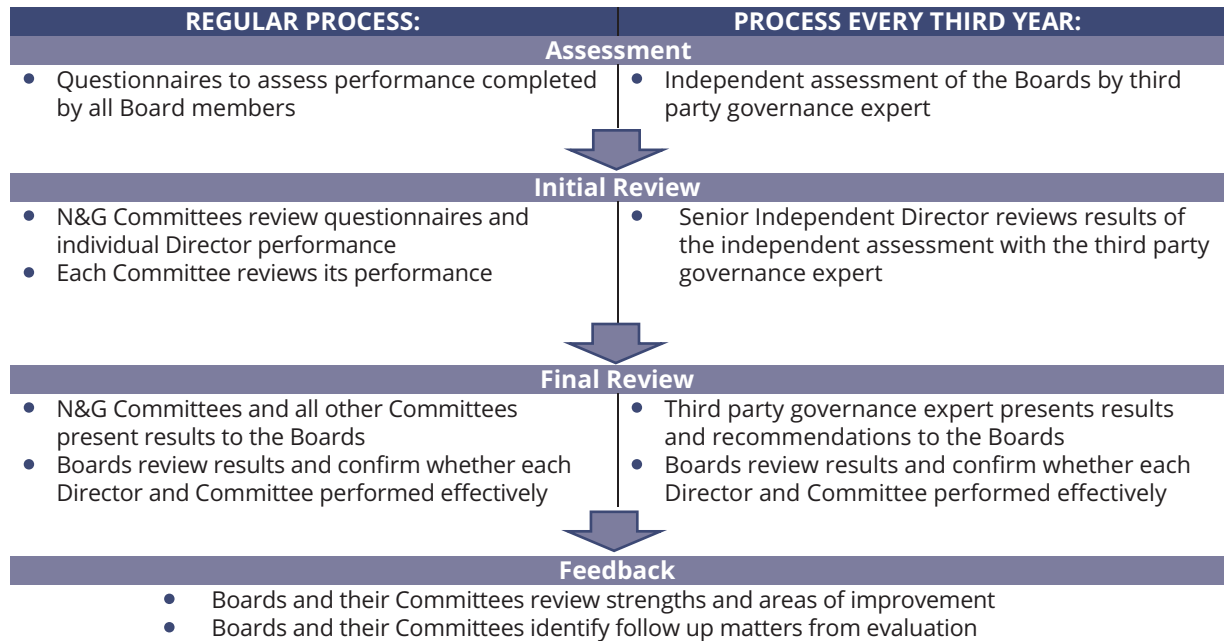 REGULAR PROCESS:
PROCESS EVERY THIRD YEAR:
Assessment
• Questionnaires to assess performance completed
by all Board members
• Independent assessment of the Boards by third
party governance expert
Initial Review
• N&G Committees review questionnaires and
individual Director performance
• Each Committee reviews its performance
• Senior Independent Director reviews results of
the independent assessment with the third party
governance expert
Final Review
• N&G Committees and all other Committees
present results to the Boards
• Boards review results and confirm whether each
Director and Committee performed effectively
• Third party governance expert presents results
and recommendations to the Boards
• Boards review results and confirm whether each
Director and Committee performed effectively
Feedback
• Boards and their Committees review strengths and areas of improvement
• Boards and their Committees identify follow up matters from evaluation